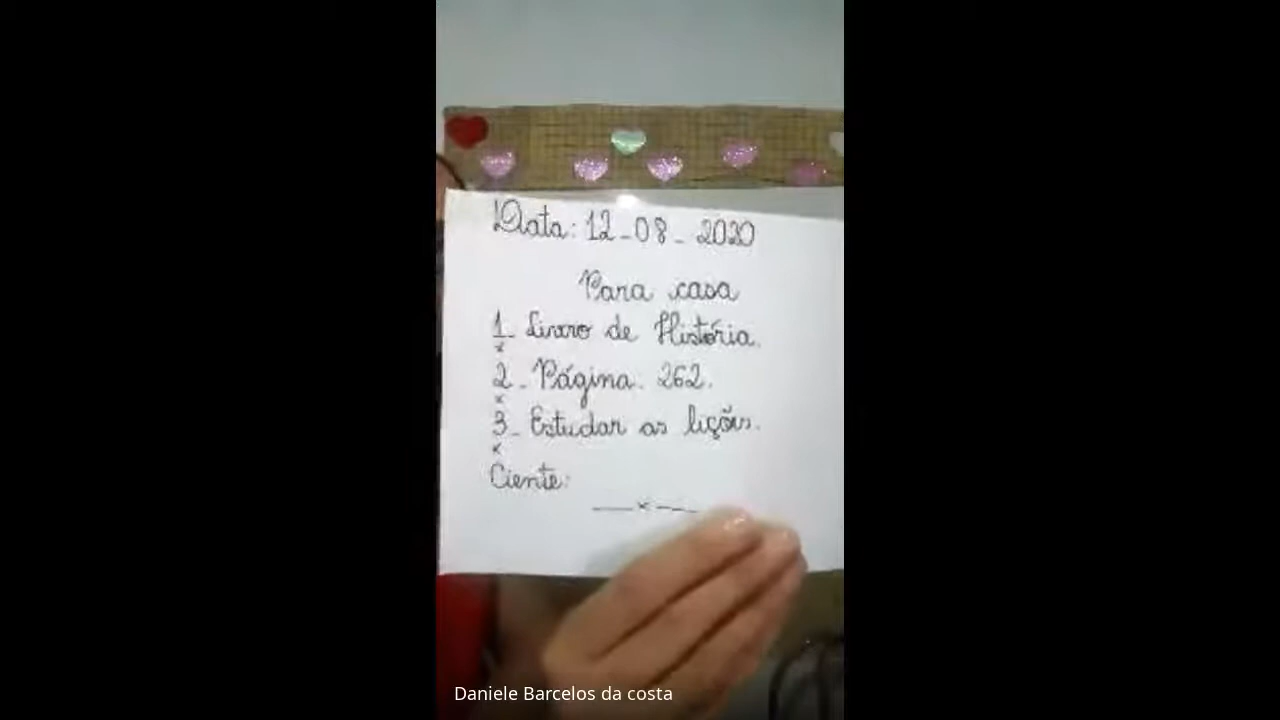 Data: 12-08-2020
Para casa
1- Livro de História.
x
2- Página. 262.
x
3- Estudar as lições.
x
Ciente:
—x—
Daniele Barcelos da costa